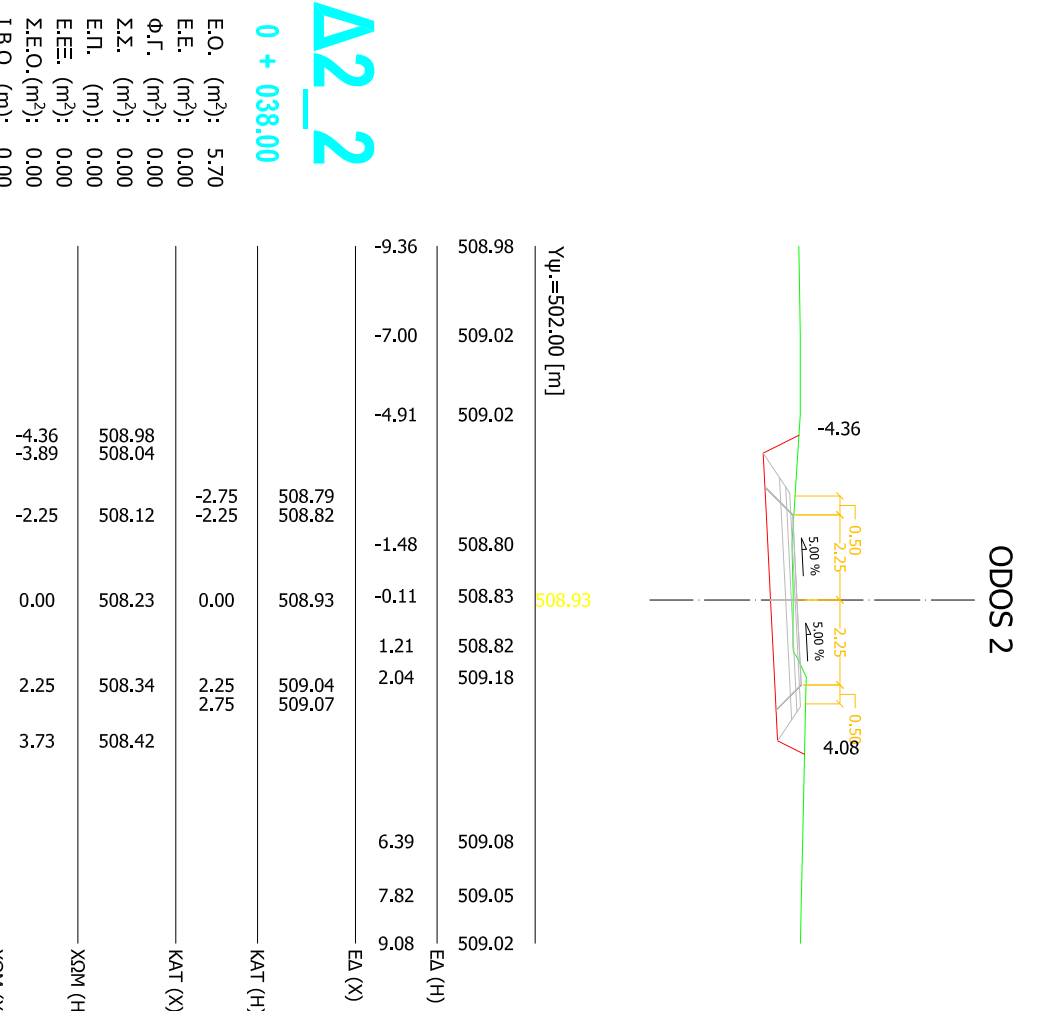 ODOS 2
-4.36
4.08
0.50
2.25
2.25
0.50
5.00 %
5.00 %
508.93
Υψ.=502.00 [m]
508.98 509.02 509.02 508.80 508.83 508.82 509.18 509.08 509.05 509.02
ΕΔ (H)
-9.36 -7.00 -4.91 -1.48 -0.11 1.21 2.04 6.39 7.82 9.08
ΕΔ (X)
508.79 508.82 508.93 509.04 509.07
ΚΑΤ (H)
-2.75 -2.25 0.00 2.25 2.75
ΚΑΤ (X)
508.98 508.04 508.12 508.23 508.34 508.42
ΧΩΜ (H
-4.36 -3.89 -2.25 0.00 2.25 3.73
Δ2_2
0 + 038.00
Ε.Ο. (m²): 5.70
Ε.Ε. (m²): 0.00
Φ.Γ. (m²): 0.00
Σ.Σ. (m²): 0.00
Ε.Π. (m): 0.00
Ε.ΕΞ. (m²): 0.00
Σ.Ε.Ο.(m²): 0.00